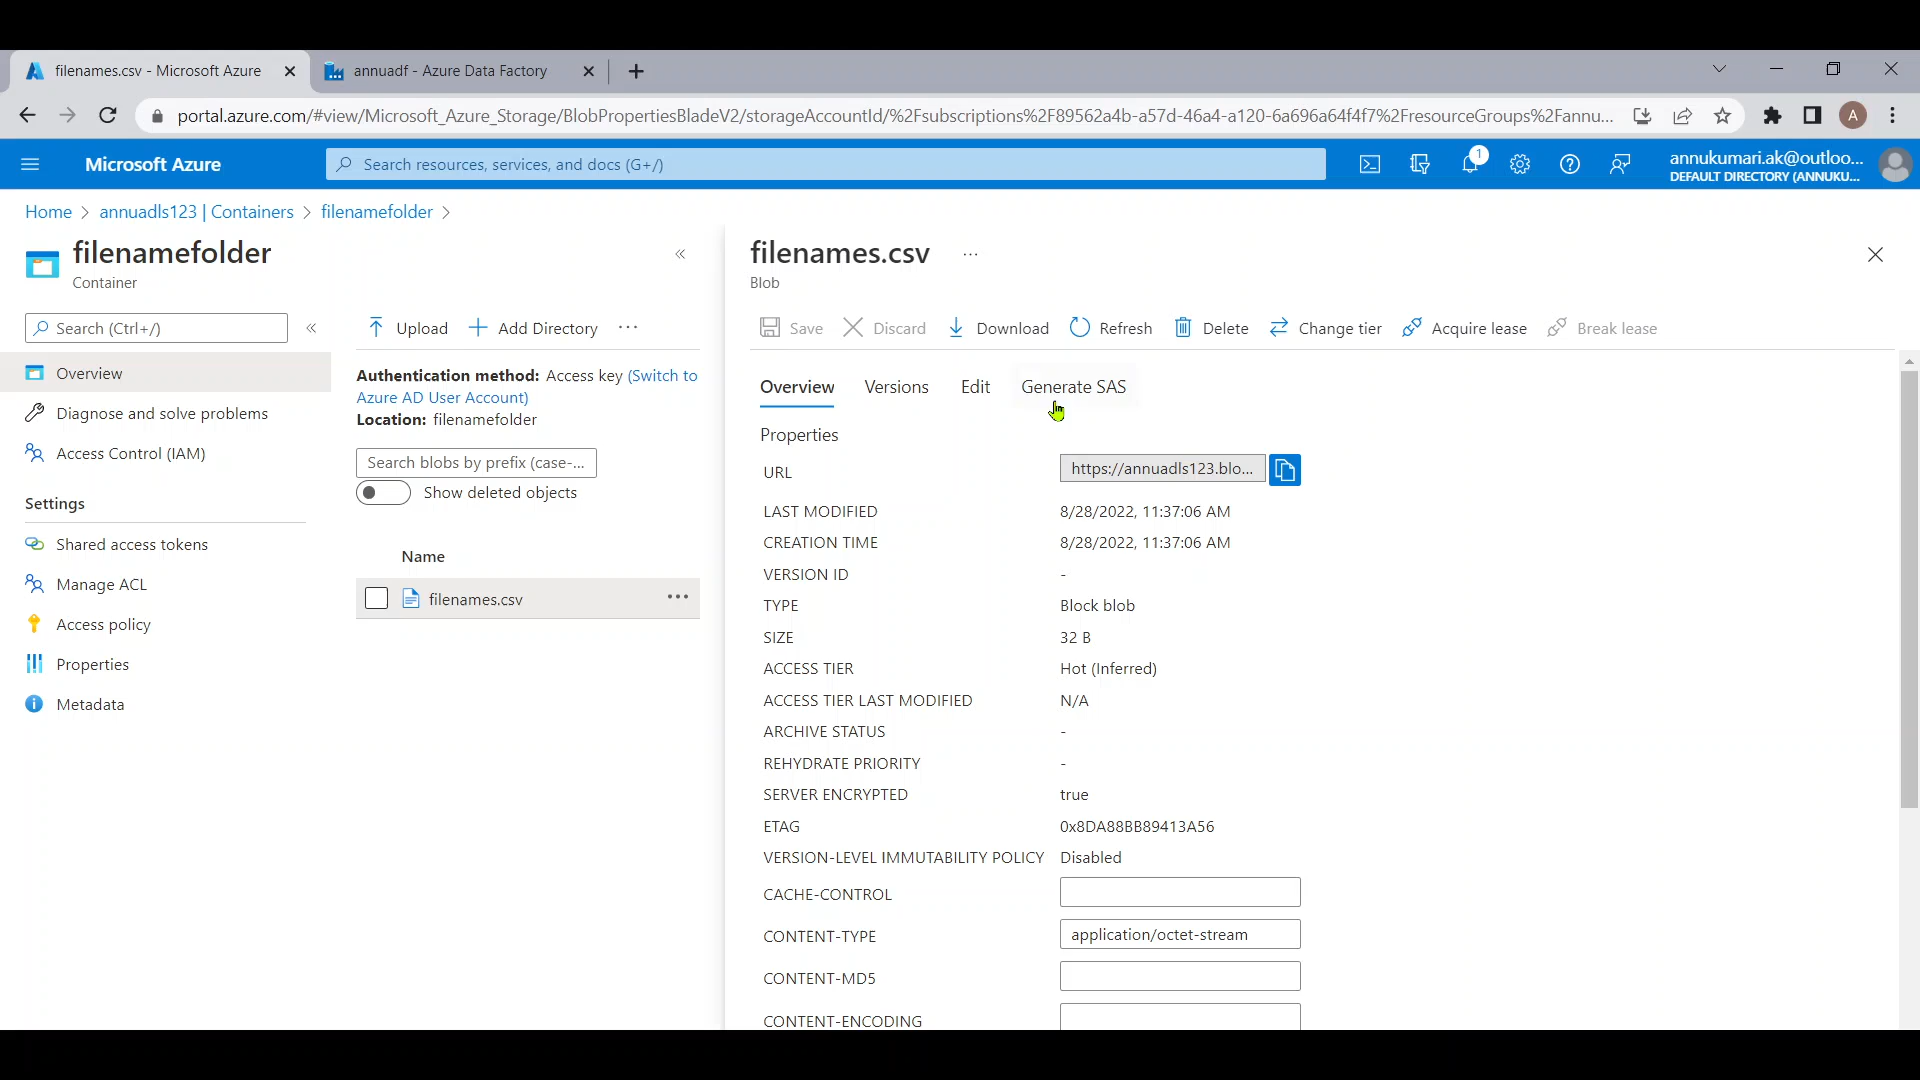 filenames.csv - Microsoft Azure
annuadf - Azure Data Factory
portal.azure.com/#view/Microsoft_Azure_Storage/BlobPropertiesBladeV2/storageAccountId/%2Fsubscriptions%2F89562a4b-a57d-46a4-a120-6a696a64f4f7%2FresourceGroups%2Fannu...
A
Microsoft Azure
Search resources, services, and docs (G+/)
1
annukumari.ak@outloo...
DEFAULT DIRECTORY (ANNUKU...
Home > annuadls123 | Containers > filenamefolder >
filenamefolder
Container
Search (Ctrl+/)
Overview
Diagnose and solve problems
Access Control (IAM)
Settings
Shared access tokens
Manage ACL
Access policy
Properties
Metadata
Upload
Add Directory
Authentication method: Access key (Switch to
Azure AD User Account)
Location: filenamefolder
Search blobs by prefix (case-...
Show deleted objects
Name
filenames.csv
filenames.csv
Blob
Save
Discard
Download
Refresh
Delete
Change tier
Acquire lease
Break lease
Overview
Versions
Edit
Generate SAS
Properties
URL https://annuadls123.blo...
LAST MODIFIED 8/28/2022, 11:37:06 AM
CREATION TIME 8/28/2022, 11:37:06 AM
VERSION ID -
TYPE Block blob
SIZE 32 B
ACCESS TIER Hot (Inferred)
ACCESS TIER LAST MODIFIED N/A
ARCHIVE STATUS -
REHYDRATE PRIORITY -
SERVER ENCRYPTED true
ETAG 0x8DA88BB89413A56
VERSION-LEVEL IMMUTABILITY POLICY Disabled
CACHE-CONTROL
CONTENT-TYPE application/octet-stream
CONTENT-MD5
CONTENT-ENCODING